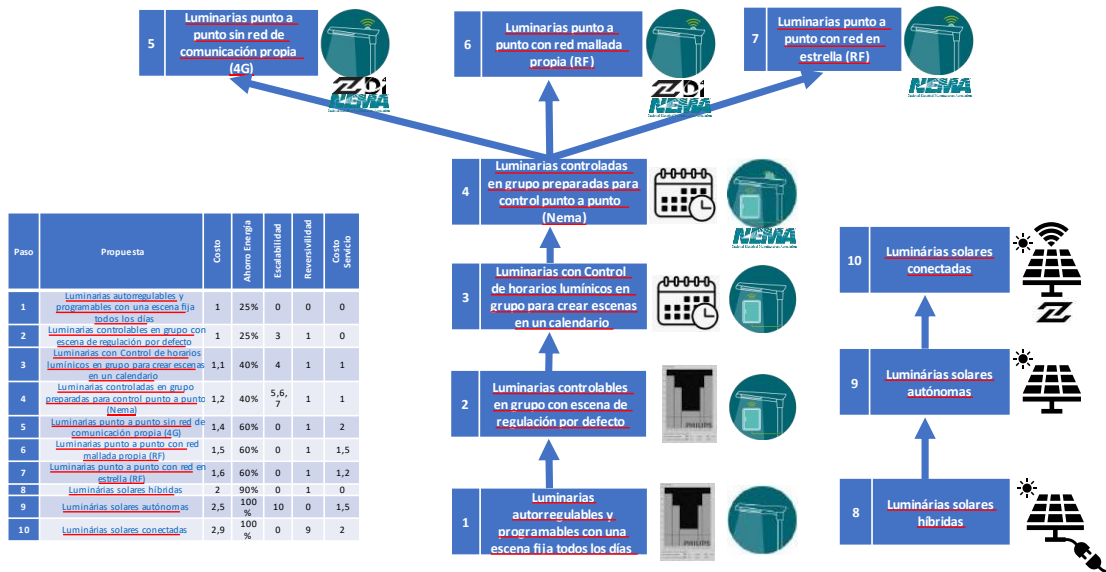 5
Luminarias punto a
punto sin red de
comunicación propia
(4G)
NEMA
6
Luminarias punto a
punto con red mallada
propia (RF)
NEMA
7
Luminarias punto a
punto con red en
estrella (RF)
NEMA
4
Luminarias controladas
en grupo preparadas para
control punto a punto
(Nema)
NEMA
3
Luminarias con Control
de horarios lumínicos en
grupo para crear escenas
en un calendario
2
Luminarias controlables
en grupo con escena de
regulación por defecto
PHILIPS
1
Luminarias
autorregulables y
programables con una
escena fija todos los días
PHILIPS
10
Lumináriass solares
conectadas
9
Luminárias solares
autónomas
8
Luminárias solares
híbridas
Paso Propuesta Costo Ahorro Energía Escalabilidad Reversivilidad Costo Servicio
1 Luminarias autorregulables y programables con una escena fija todos los días 1 25% 0 0 0
2 Luminarias controlables en grupo con escena de regulación por defecto 1 25% 3 1 0
3 Luminarias con Control de horarios lumínicos en grupo para crear escenas en un calendario 1,1 40% 4 1 1
4 Luminarias controladas en grupo preparadas para control punto a punto (Nema) 1,2 40% 5,6,7 1 1
5 Luminarias punto a punto sin red de comunicación propia (4G) 1,4 60% 0 1 2
6 Luminarias punto a punto con red mallada propia (RF) 1,5 60% 0 1 1,5
7 Luminarias punto a punto con red en estrella (RF) 1,6 60% 0 1 1,2
8 Luminárias solares híbridas 2 90% 0 1 0
9 Luminárias solares autónomas 2,5 100% 10 0 1,5
10 Luminárias solares conectadas 2,9 100% 0 9 2